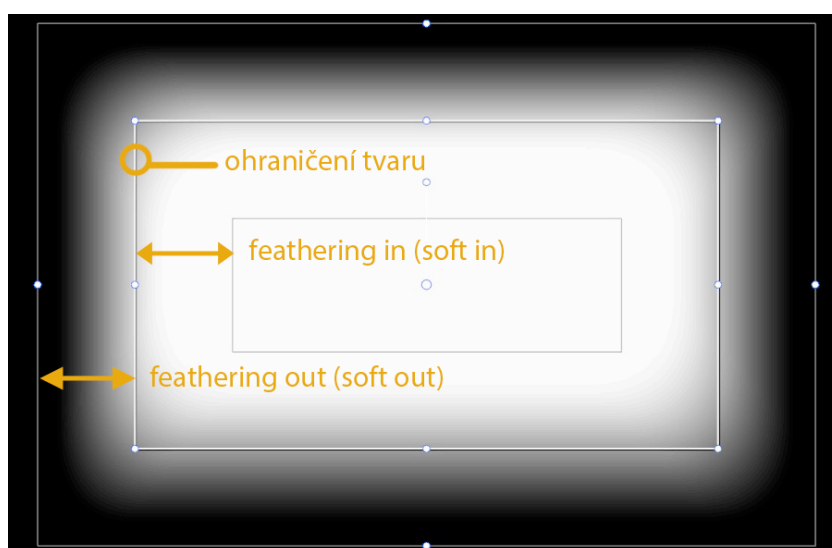 ohraničení tvaru
feathering in (soft in)
feathering out (soft out)